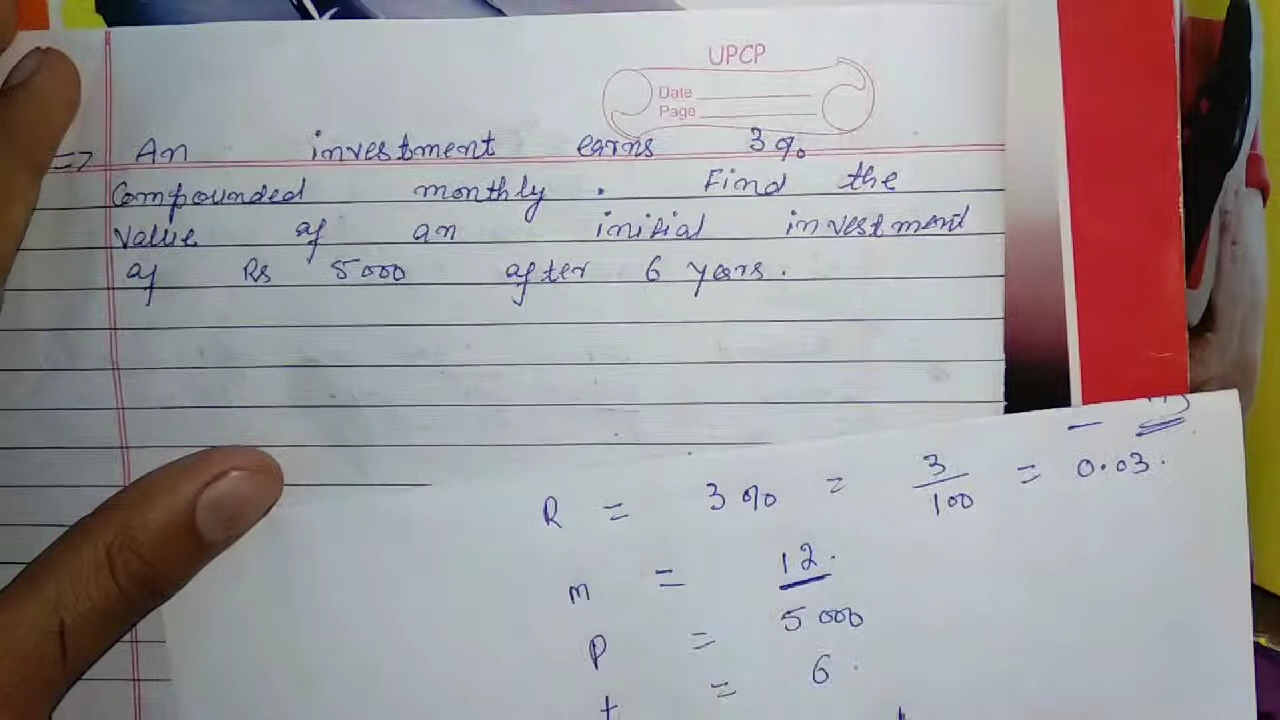 UPCP
Date
Page
=> An investment earns 3%
Compounded monthly. Find the
value of an initial investment
of Rs 5000 after 6 years.
R = 3% = 3/100 = 0.03.
m = 12.
P = 5000
t = 6.